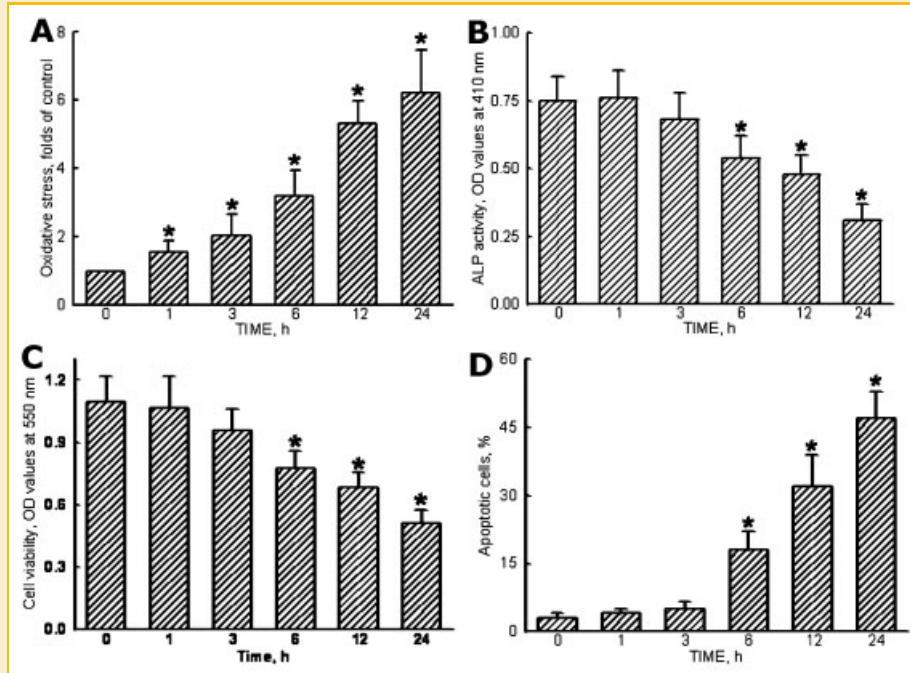 A
Oxidative stress, folds of control
8
6
4
2
0
* * * * *
0 1 3 6 12 24
TIME, h
B
ALP activity, OD values at 410 nm
1.00
0.75
0.50
0.25
0.00
* * *
0 1 3 6 12 24
TIME, h
C
Cell viability, OD values at 550 nm
1.2
0.9
0.6
0.3
0.0
* * *
0 1 3 6 12 24
Time, h
D
Apoptotic cells, %
60
45
30
15
0
* * *
0 1 3 6 12 24
TIME, h